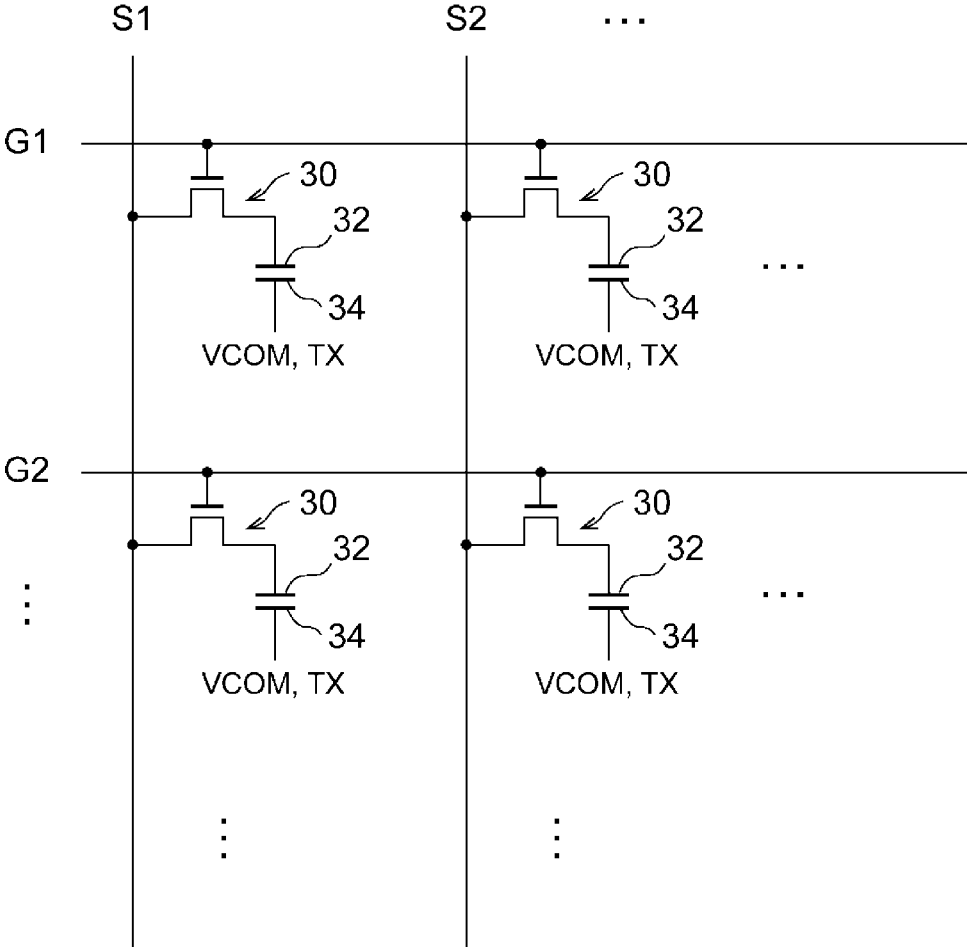 S1 S2 ...
G1
30 30
32 32
...
34 34
VCOM, TX VCOM, TX
G2
30 30
32 32
...
34 34
VCOM, TX VCOM, TX